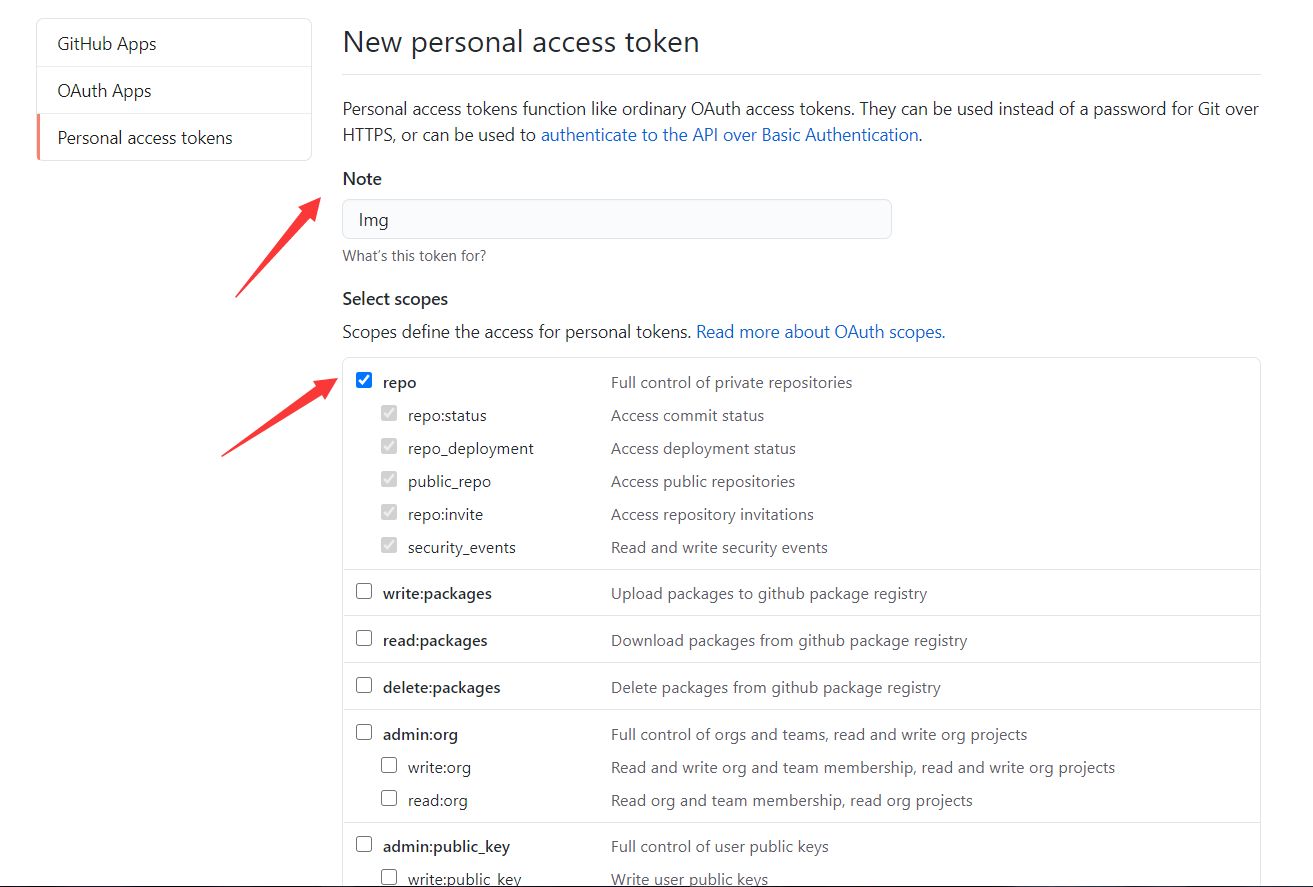 GitHub Apps
OAuth Apps
Personal access tokens
New personal access token
Personal access tokens function like ordinary OAuth access tokens. They can be used instead of a password for Git over
HTTPS, or can be used to authenticate to the API over Basic Authentication.
Note
Img
What's this token for?
Select scopes
Scopes define the access for personal tokens. Read more about OAuth scopes.
repo Full control of private repositories
repo:status Access commit status
repo_deployment Access deployment status
public_repo Access public repositories
repo:invite Access repository invitations
security_events Read and write security events
write:packages Upload packages to github package registry
read:packages Download packages from github package registry
delete:packages Delete packages from github package registry
admin:org Full control of orgs and teams, read and write org projects
write:org Read and write org and team membership, read and write org projects
read:org Read org and team membership, read org projects
admin:public_key Full control of user public keys
write:public_key Write user public keys